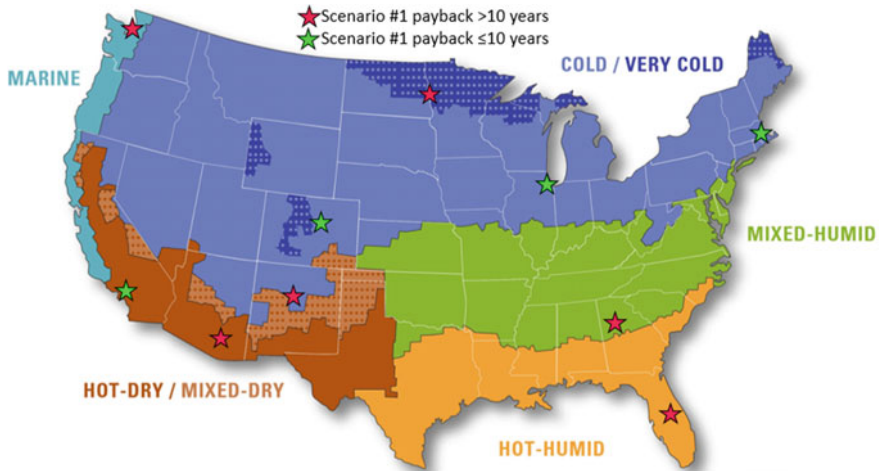 Scenario #1 payback >10 years
Scenario #1 payback ≤10 years
COLD / VERY COLD
MARINE
MIXED-HUMID
HOT-DRY / MIXED-DRY
HOT-HUMID